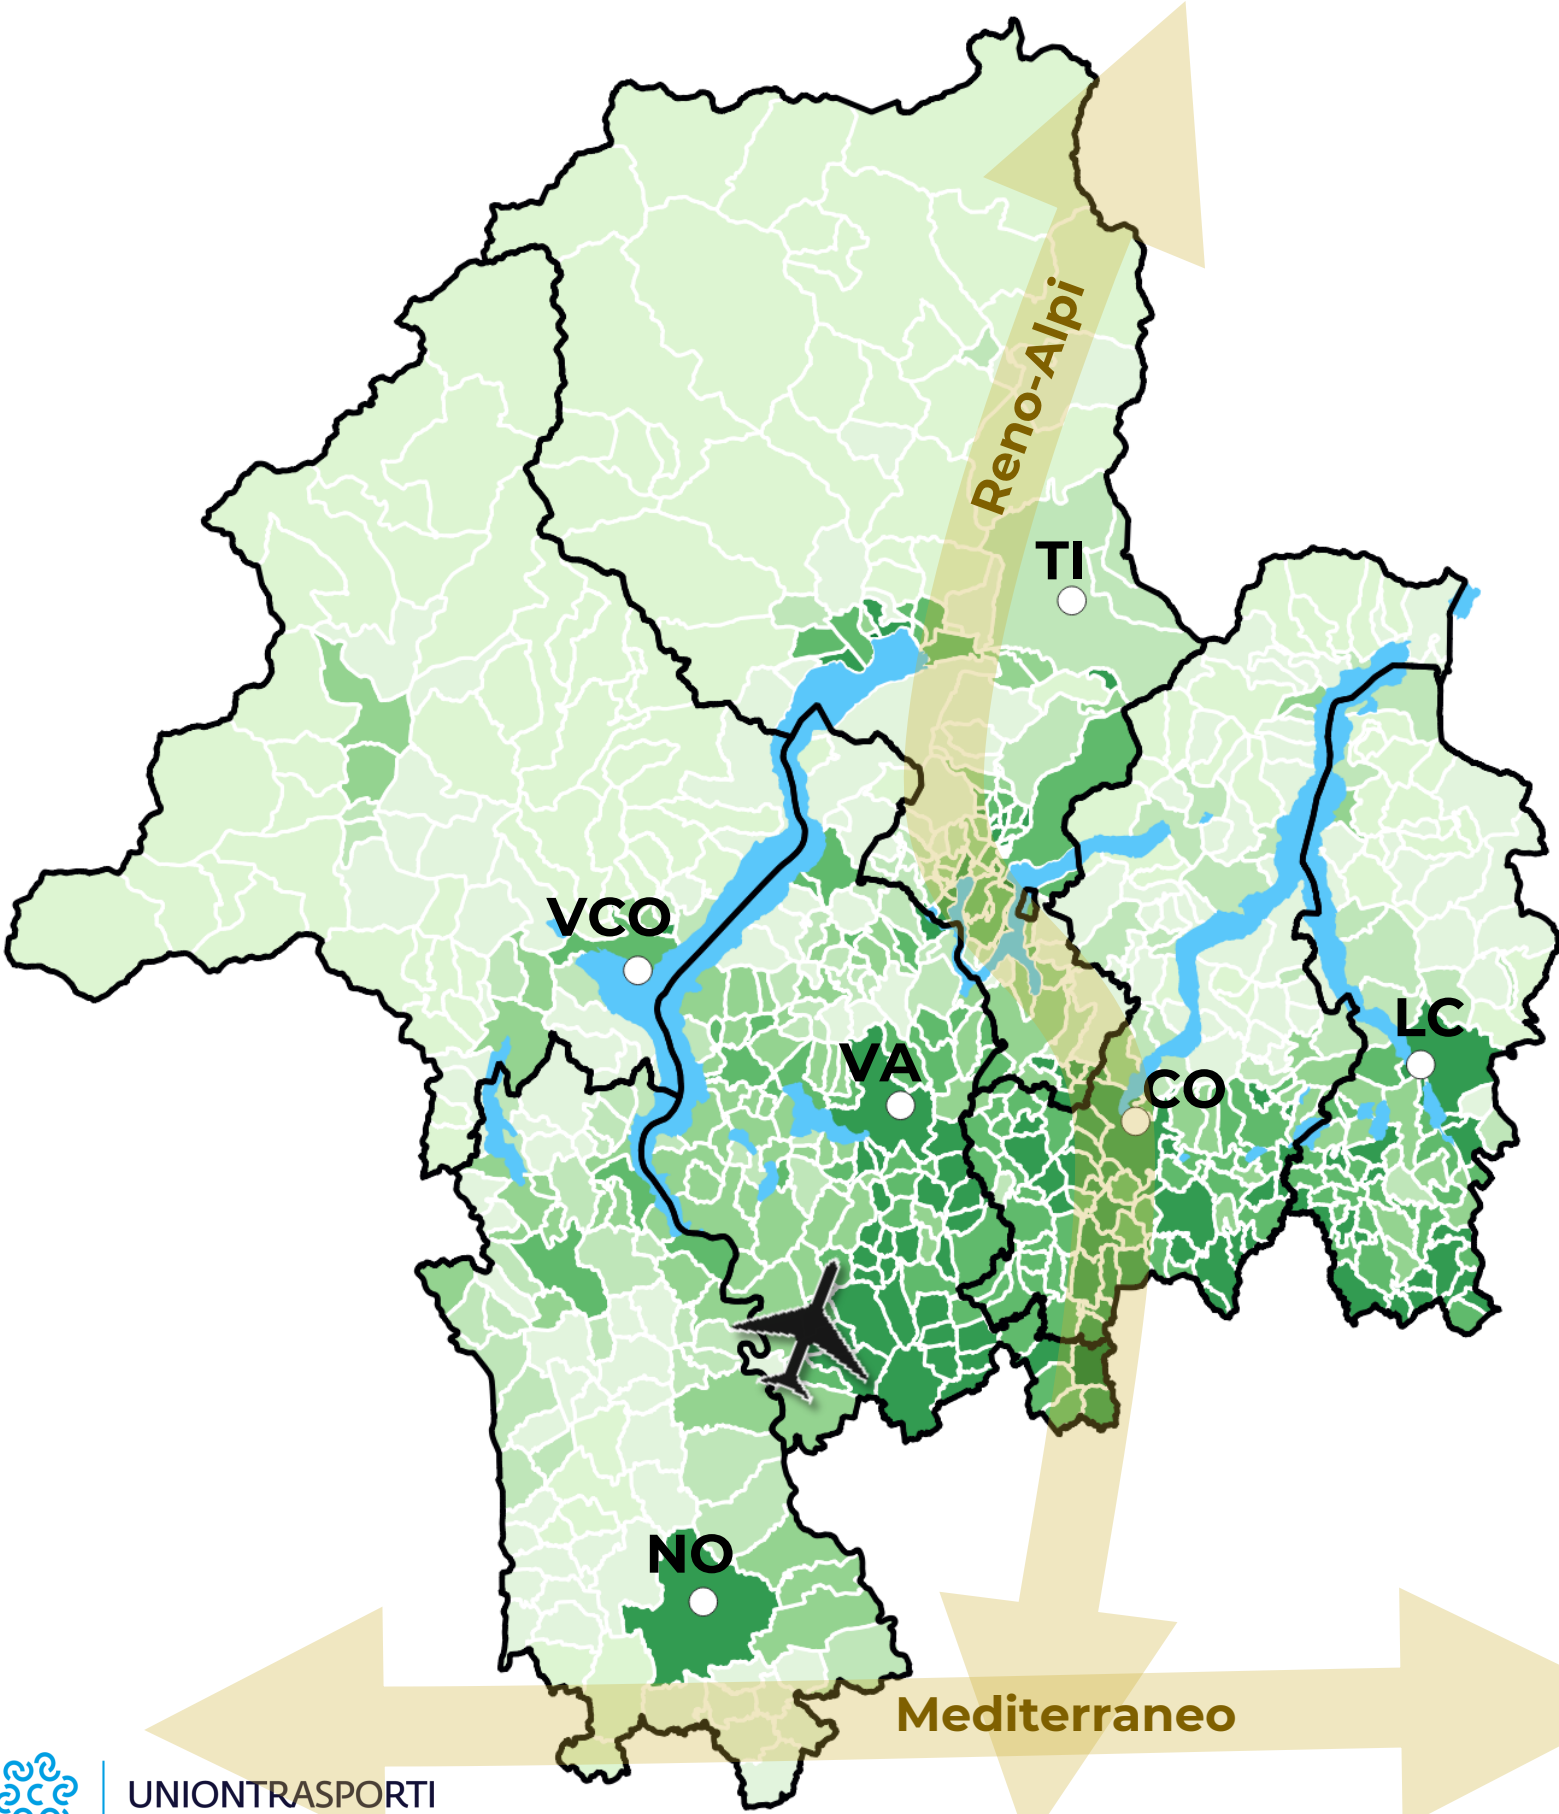 Reno-Alpi
TI
VCO
LC
VA
CO
NO
Mediterraneo
UNIONTRASPORTI